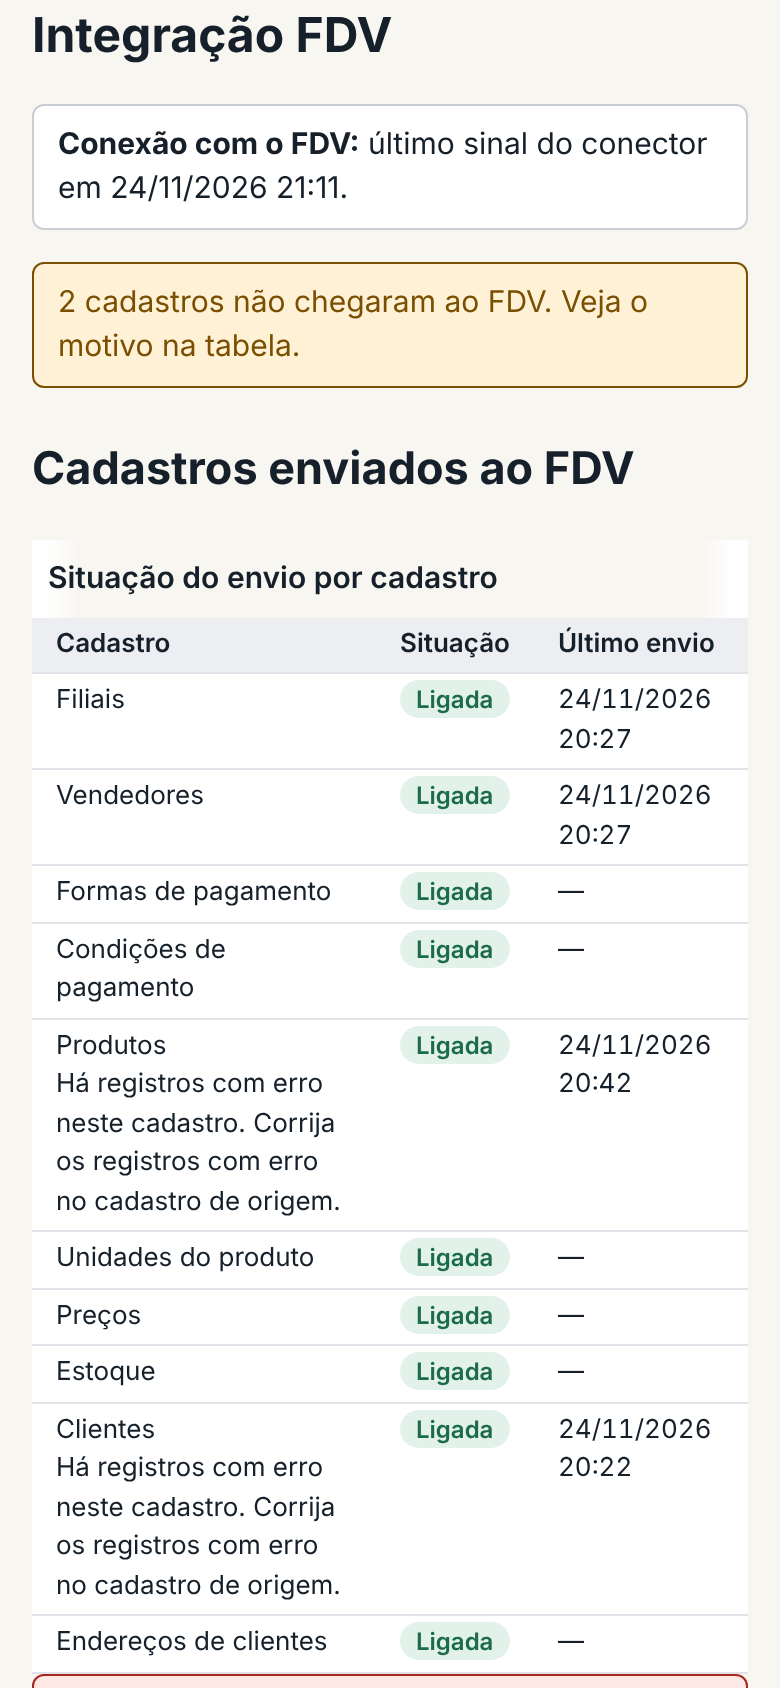 Integração FDV
Conexão com o FDV: último sinal do conector
em 24/11/2026 21:11.
2 cadastros não chegaram ao FDV. Veja o
motivo na tabela.
Cadastros enviados ao FDV
Situação do envio por cadastro
Cadastro Situação Último envio
Filiais Ligada 24/11/2026
20:27
Vendedores Ligada 24/11/2026
20:27
Formas de pagamento Ligada —
Condições de Ligada —
pagamento
Produtos Ligada 24/11/2026
Há registros com erro 20:42
neste cadastro. Corrija
os registros com erro
no cadastro de origem.
Unidades do produto Ligada —
Preços Ligada —
Estoque Ligada —
Clientes Ligada 24/11/2026
Há registros com erro 20:22
neste cadastro. Corrija
os registros com erro
no cadastro de origem.
Endereços de clientes Ligada —